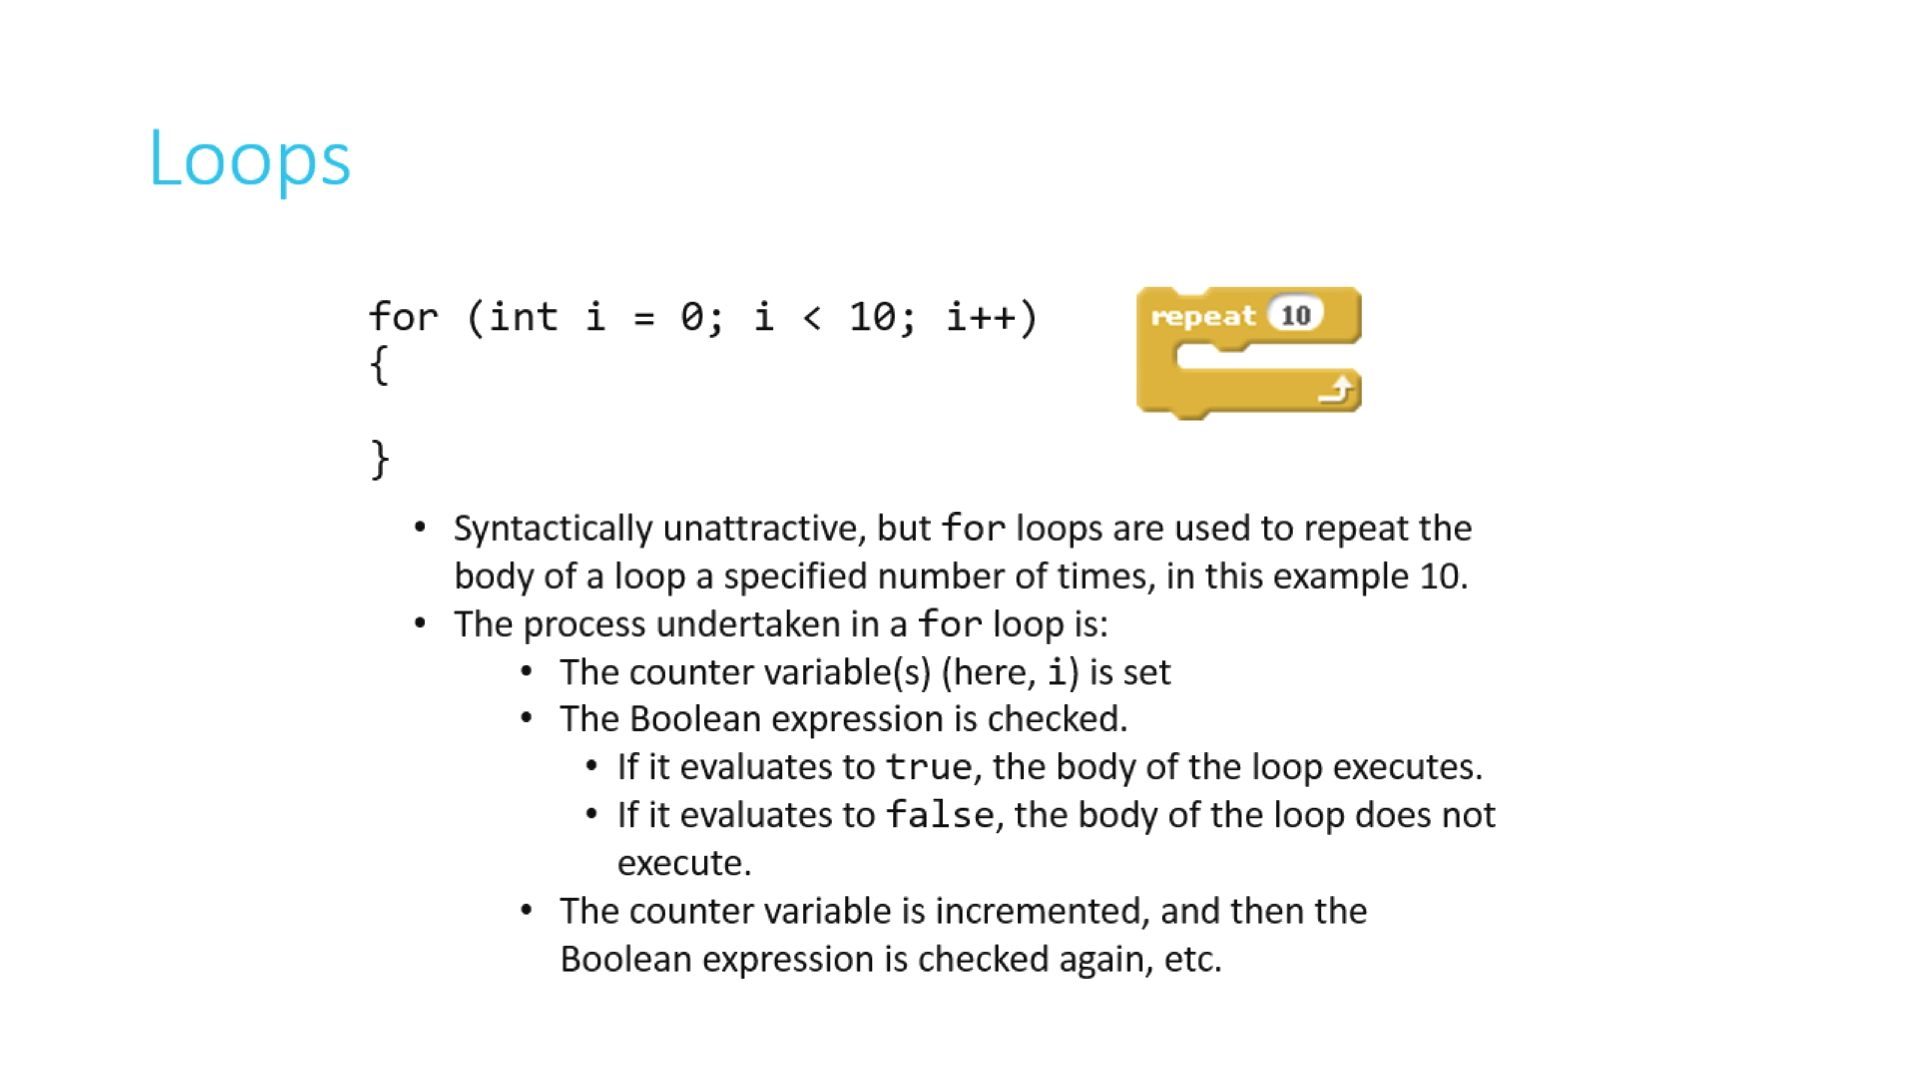 Loops
for (int i = 0; i < 10; i++)
{
}
repeat 10
• Syntactically unattractive, but for loops are used to repeat the
body of a loop a specified number of times, in this example 10.
• The process undertaken in a for loop is:
• The counter variable(s) (here, i) is set
• The Boolean expression is checked.
• If it evaluates to true, the body of the loop executes.
• If it evaluates to false, the body of the loop does not
execute.
• The counter variable is incremented, and then the
Boolean expression is checked again, etc.